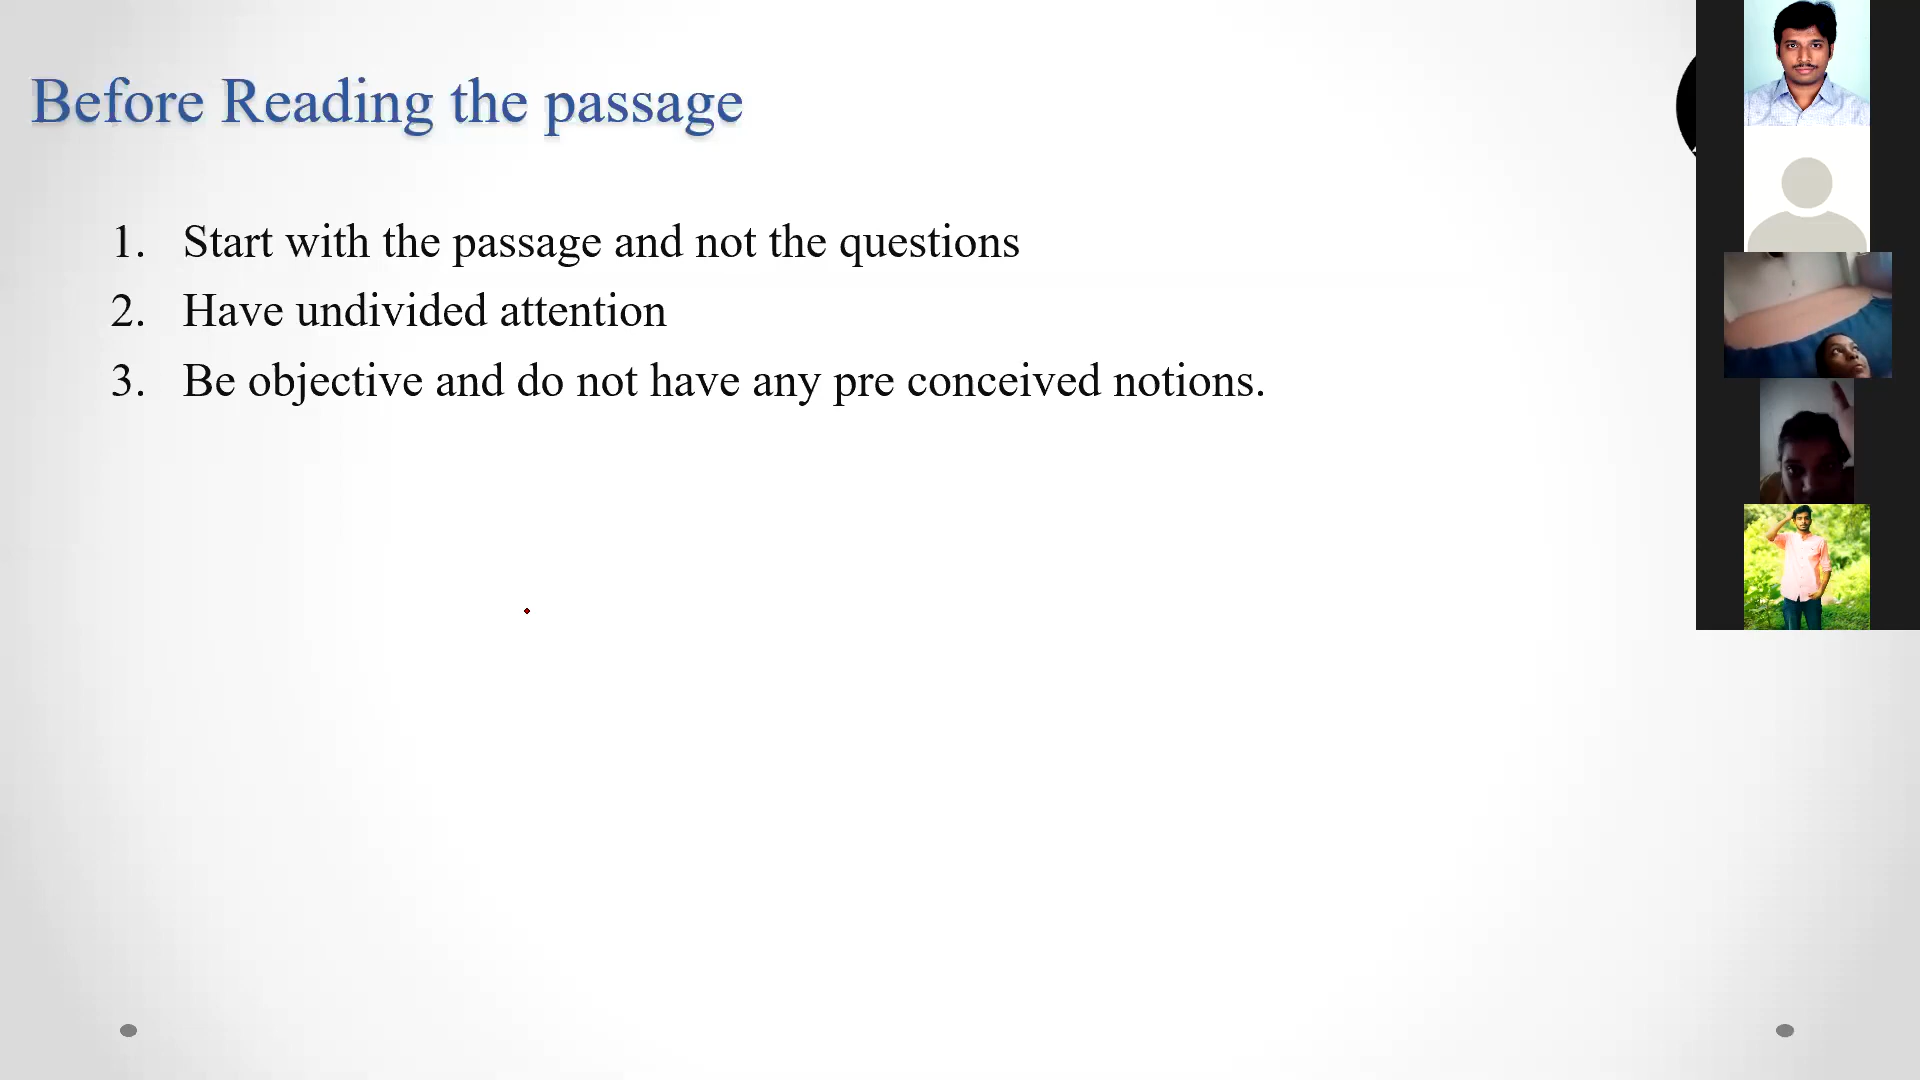 Before Reading the passage
1. Start with the passage and not the questions
2. Have undivided attention
3. Be objective and do not have any pre conceived notions.